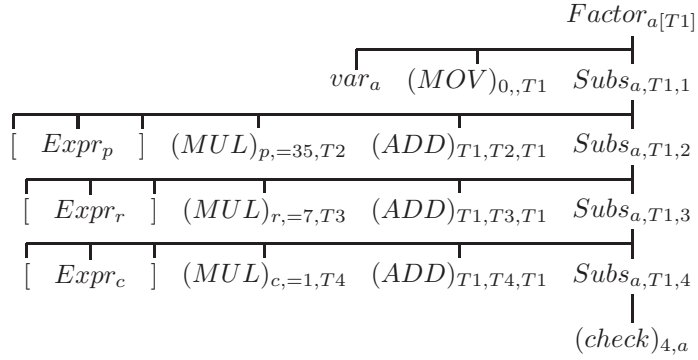 Factor_{a[T1]}
var_a (MOV)_{0,,T1} Subs_{a,T1,1}
[ Expr_p ] (MUL)_{p,=35,T2} (ADD)_{T1,T2,T1} Subs_{a,T1,2}
[ Expr_r ] (MUL)_{r,=7,T3} (ADD)_{T1,T3,T1} Subs_{a,T1,3}
[ Expr_c ] (MUL)_{c,=1,T4} (ADD)_{T1,T4,T1} Subs_{a,T1,4}
(check)_{4,a}